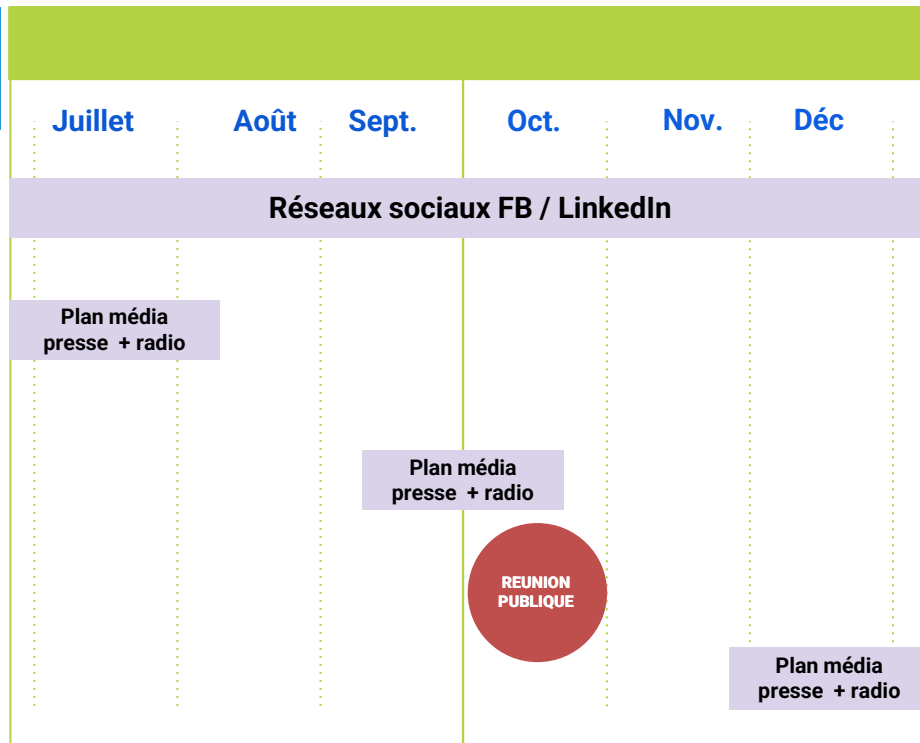 Juillet Août Sept. Oct. Nov. Déc
Réseaux sociaux FB / LinkedIn
Plan média
presse + radio
Plan média
presse + radio
REUNION
PUBLIQUE
Plan média
presse + radio